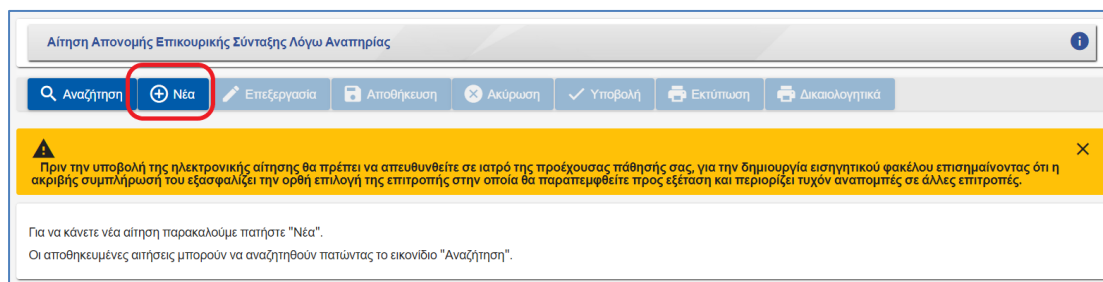 Αίτηση Απονομής Επικουρικής Σύνταξης Λόγω Αναπηρίας
Αναζήτηση Νέα Επεξεργασία Αποθήκευση Ακύρωση Υποβολή Εκτύπωση Δικαιολογητικά
Πριν την υποβολή της ηλεκτρονικής αίτησης θα πρέπει να απευθυνθείτε σε ιατρό της προέχουσας πάθησής σας, για την δημιουργία εισηγητικού φακέλου επισημαίνοντας ότι η
ακριβής συμπλήρωσή του εξασφαλίζει την ορθή επιλογή της επιτροπής στην οποία θα παραπεμφθείτε προς εξέταση και περιορίζει τυχόν αναπομπές σε άλλες επιτροπές.
Για να κάνετε νέα αίτηση παρακαλούμε πατήστε "Νέα".
Οι αποθηκευμένες αιτήσεις μπορούν να αναζητηθούν πατώντας το εικονίδιο "Αναζήτηση".